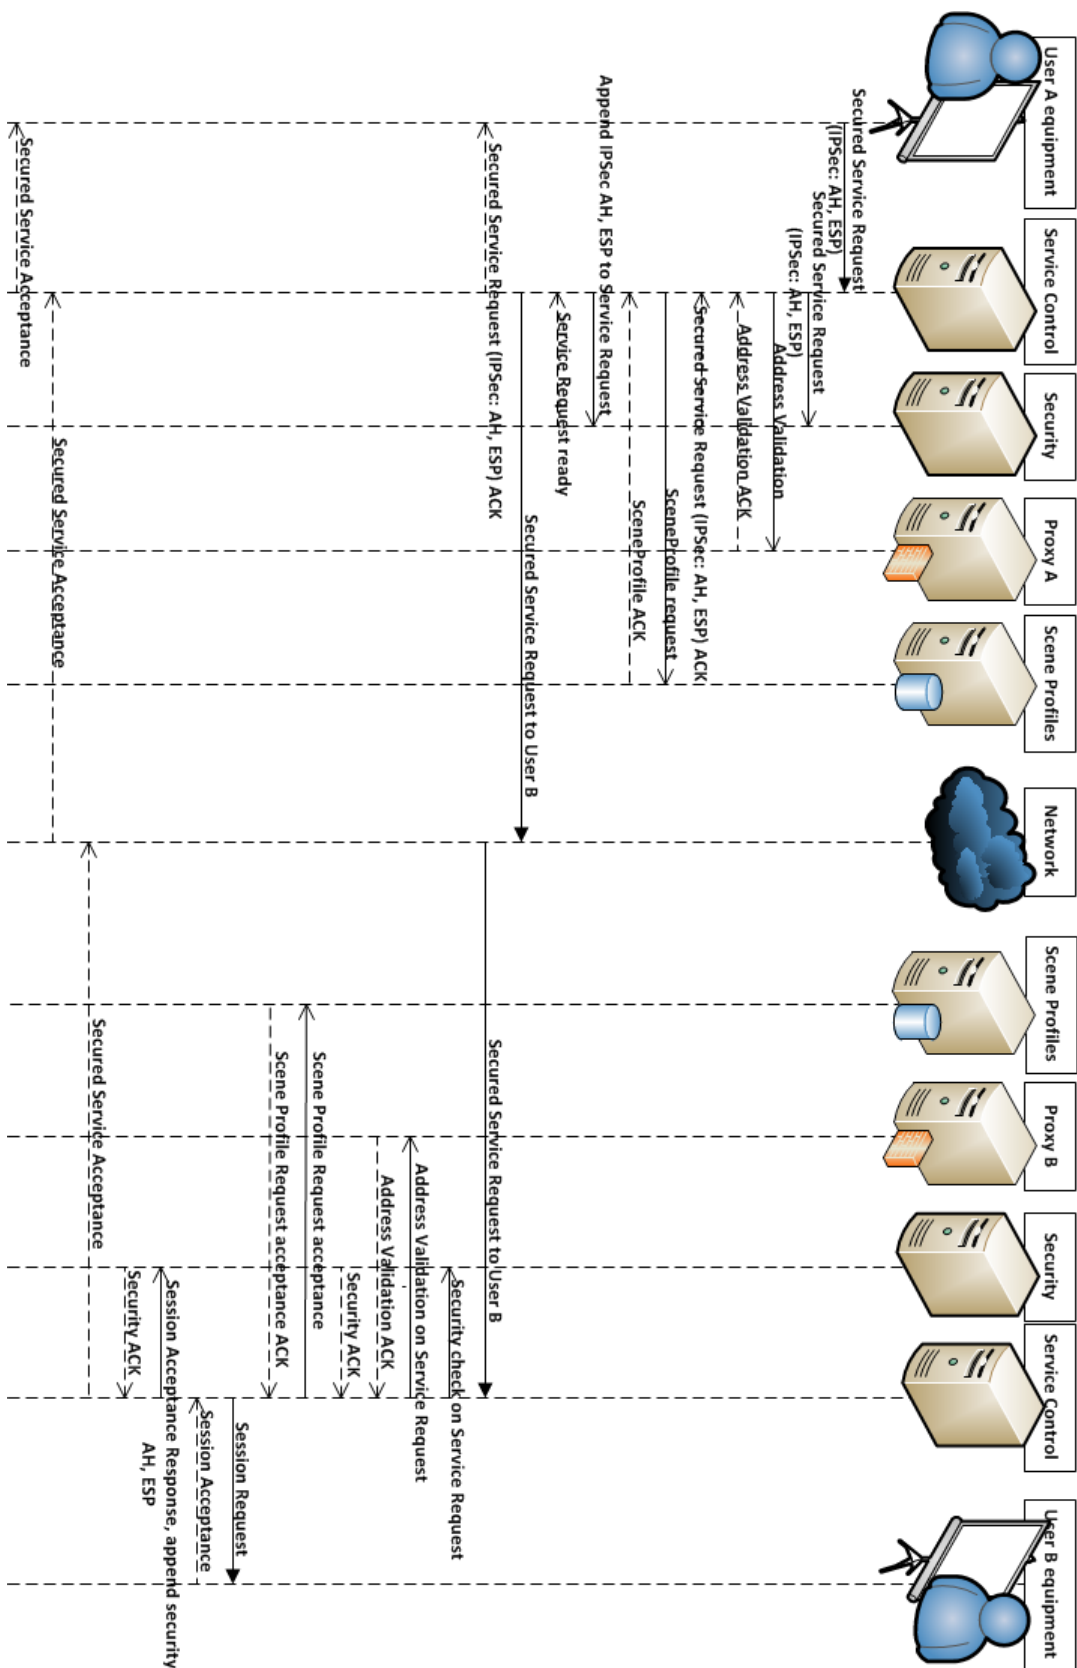 User A equipment
Service Control
Security
Proxy A
Scene Profiles
Network
Scene Profiles
Proxy B
Security
Service Control
User B equipment
Secured Service Request
(IPSec: AH, ESP)
Secured Service Request
(IPSec: AH, ESP)
Address Validation
Address Validation ACK
Secured Service Request (IPSec: AH, ESP) ACK
SceneProfile request
SceneProfile ACK
Append IPSec AH, ESP to Service Request
Service Request ready
Secured Service Request to User B
Secured Service Request (IPSec: AH, ESP) ACK
Secured Service Request to User B
Security check on Service Request
Address Validation on Service Request
Address Validation ACK
Security ACK
Scene Profile Request acceptance
Scene Profile Request acceptance ACK
Session Request
Session Acceptance
Session Acceptance Response, append security
AH, ESP
Security ACK
Secured Service Acceptance
Secured Service Acceptance
Secured Service Acceptance